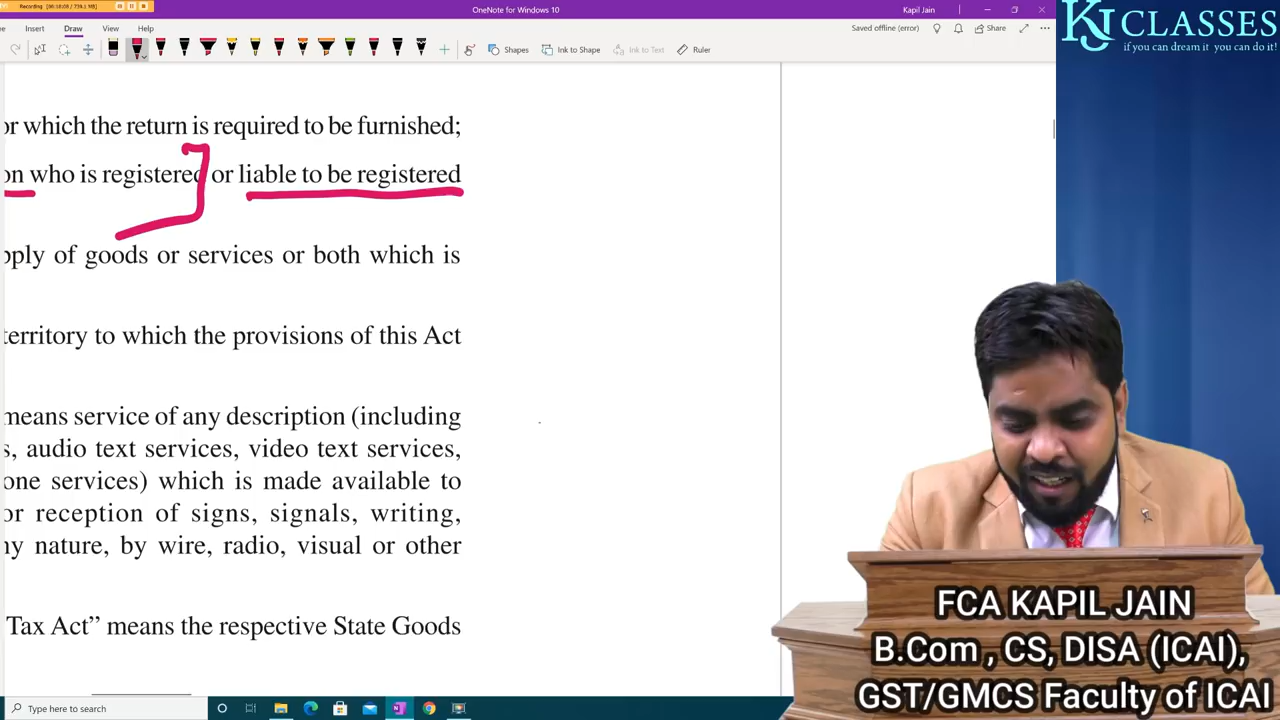 Recording [00:18:08 / 739.1 MB]
OneNote for Windows 10
Kapil Jain
Insert Draw View Help
Shapes Ink to Shape Ink to Text Ruler
Saved offline (error) Share
KJ CLASSES
if you can dream it you can do it!
or which the return is required to be furnished;
on who is registered or liable to be registered
pply of goods or services or both which is
territory to which the provisions of this Act
means service of any description (including
s, audio text services, video text services,
one services) which is made available to
or reception of signs, signals, writing,
ny nature, by wire, radio, visual or other
Tax Act” means the respective State Goods
FCA KAPIL JAIN
B.Com , CS, DISA (ICAI),
GST/GMCS Faculty of ICAI
Type here to search